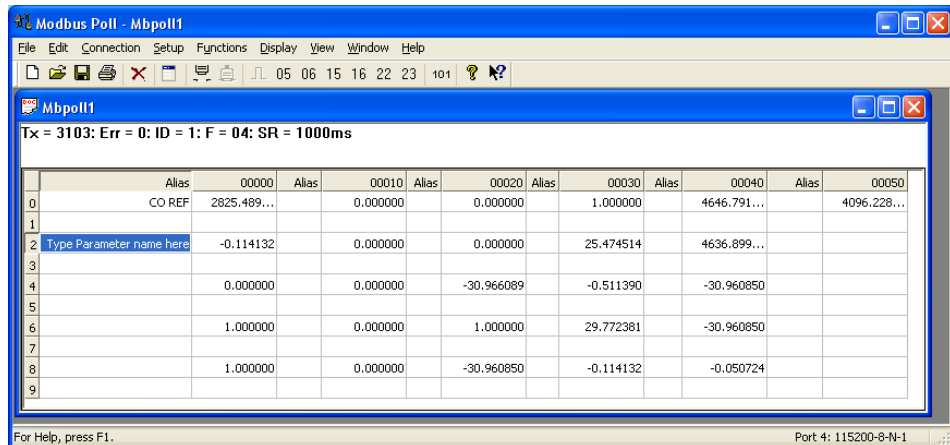 Modbus Poll - Mbpoll1
File Edit Connection Setup Functions Display View Window Help
05 06 15 16 22 23 101
Mbpoll1
Tx = 3103: Err = 0: ID = 1: F = 04: SR = 1000ms
Alias 00000 Alias 00010 Alias 00020 Alias 00030 Alias 00040 Alias 00050
0 CO REF 2825.489... 0.000000 0.000000 1.000000 4646.791... 4096.228...
1
2 Type Parameter name here -0.114132 0.000000 0.000000 25.474514 4636.899...
3
4 0.000000 0.000000 -30.966089 -0.511390 -30.960850
5
6 1.000000 0.000000 1.000000 29.772381 -30.960850
7
8 1.000000 0.000000 -30.960850 -0.114132 -0.050724
9
For Help, press F1. Port 4: 115200-8-N-1